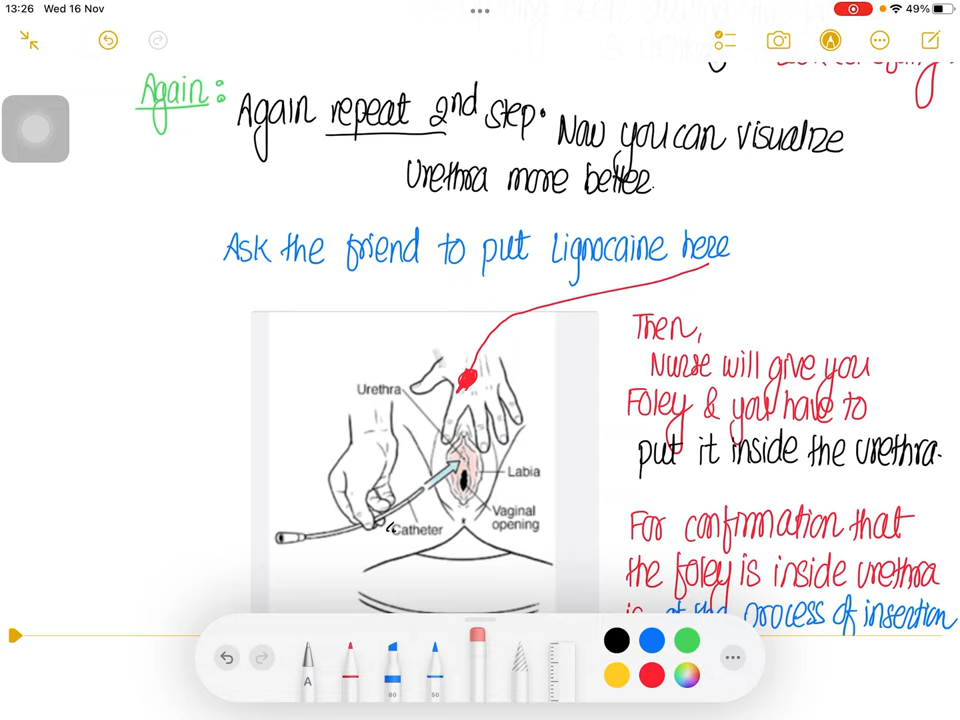 13:26 Wed 16 Nov
49%
Again:
Again repeat 2nd step. Now you can visualize
Urethra more better.
Ask the friend to put Lignocaine here
Then,
Nurse will give you
Foley & you have to
put it inside the urethra.
Urethra
Labia
Vaginal
opening
Catheter
For confirmation that
the foley is inside urethra
process of insertion
A
80
50